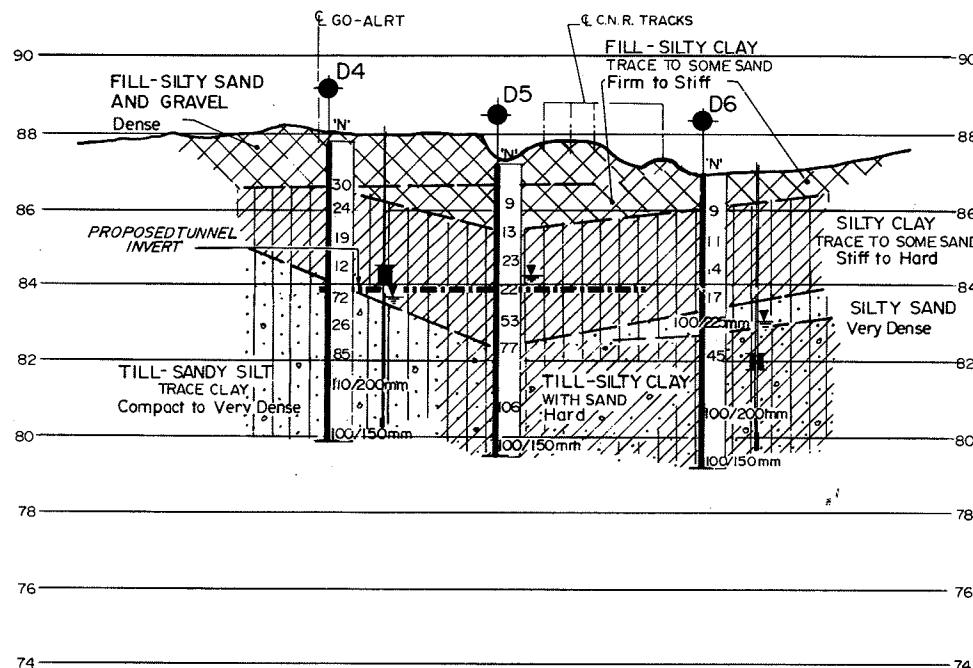 ℄ GO-ALRT
℄ C.N.R. TRACKS
90
90
D4
D5
D6
FILL-SILTY SAND
AND GRAVEL
Dense
FILL-SILTY CLAY
TRACE TO SOME SAND
Firm to Stiff
88
88
'N'
'N'
'N'
30
24
19
12
72
26
85
110/200mm
100/150mm
9
13
23
22
53
77
106
100/150mm
9
11
14
17
100/225mm
45
100/200mm
100/150mm
86
86
PROPOSED TUNNEL
INVERT
SILTY CLAY
TRACE TO SOME SAND
Stiff to Hard
84
84
SILTY SAND
Very Dense
82
82
TILL-SANDY SILT
TRACE CLAY
Compact to Very Dense
TILL-SILTY CLAY
WITH SAND
Hard
80
80
78
78
76
76
74
74